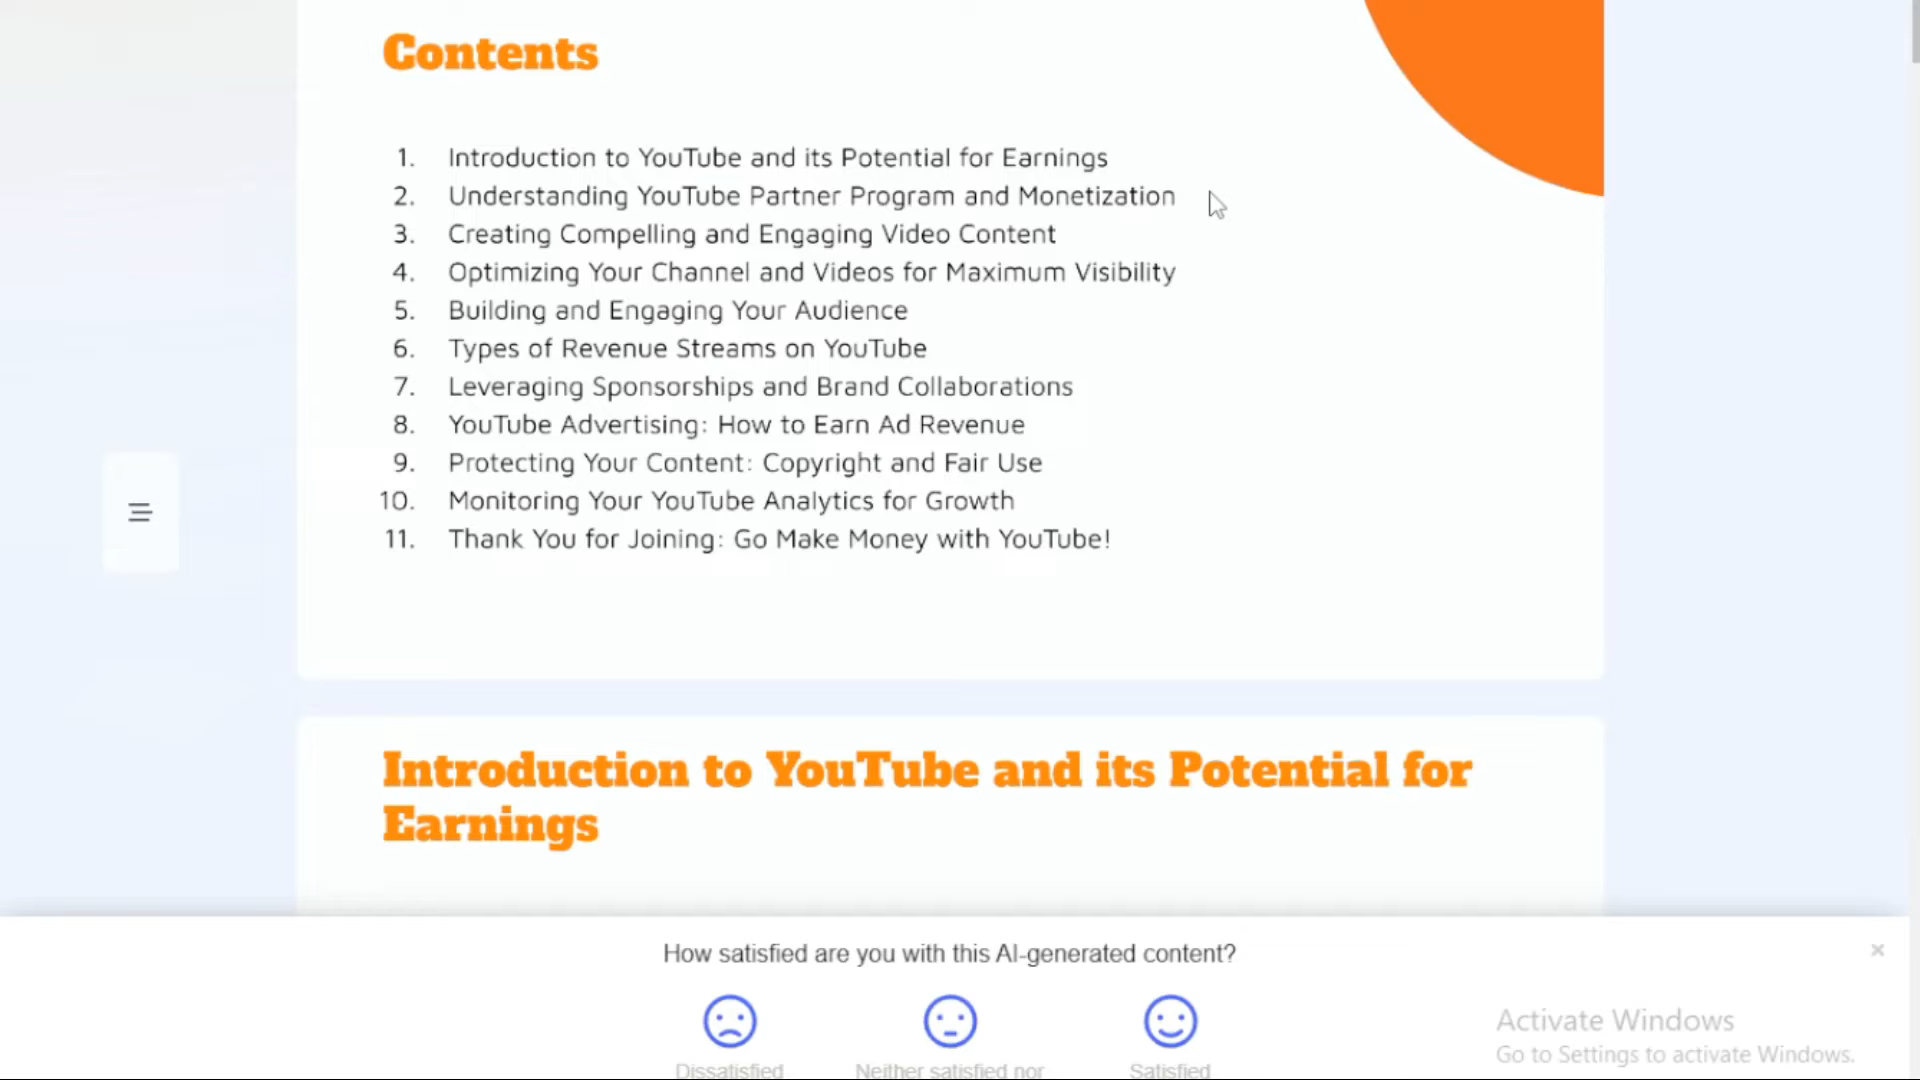 Contents
1. Introduction to YouTube and its Potential for Earnings
2. Understanding YouTube Partner Program and Monetization
3. Creating Compelling and Engaging Video Content
4. Optimizing Your Channel and Videos for Maximum Visibility
5. Building and Engaging Your Audience
6. Types of Revenue Streams on YouTube
7. Leveraging Sponsorships and Brand Collaborations
8. YouTube Advertising: How to Earn Ad Revenue
9. Protecting Your Content: Copyright and Fair Use
10. Monitoring Your YouTube Analytics for Growth
11. Thank You for Joining: Go Make Money with YouTube!
Introduction to YouTube and its Potential for
Earnings
How satisfied are you with this AI-generated content?
Dissatisfied
Neither satisfied nor
Satisfied
Activate Windows
Go to Settings to activate Windows.